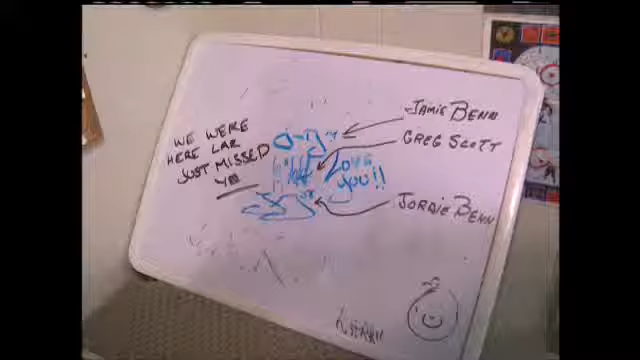 WE WERE
HERE LAR
JUST MISSED
YA
LOVE
YOU!!
JAMIE BENN
GREG SCOTT
JORDIE BENN